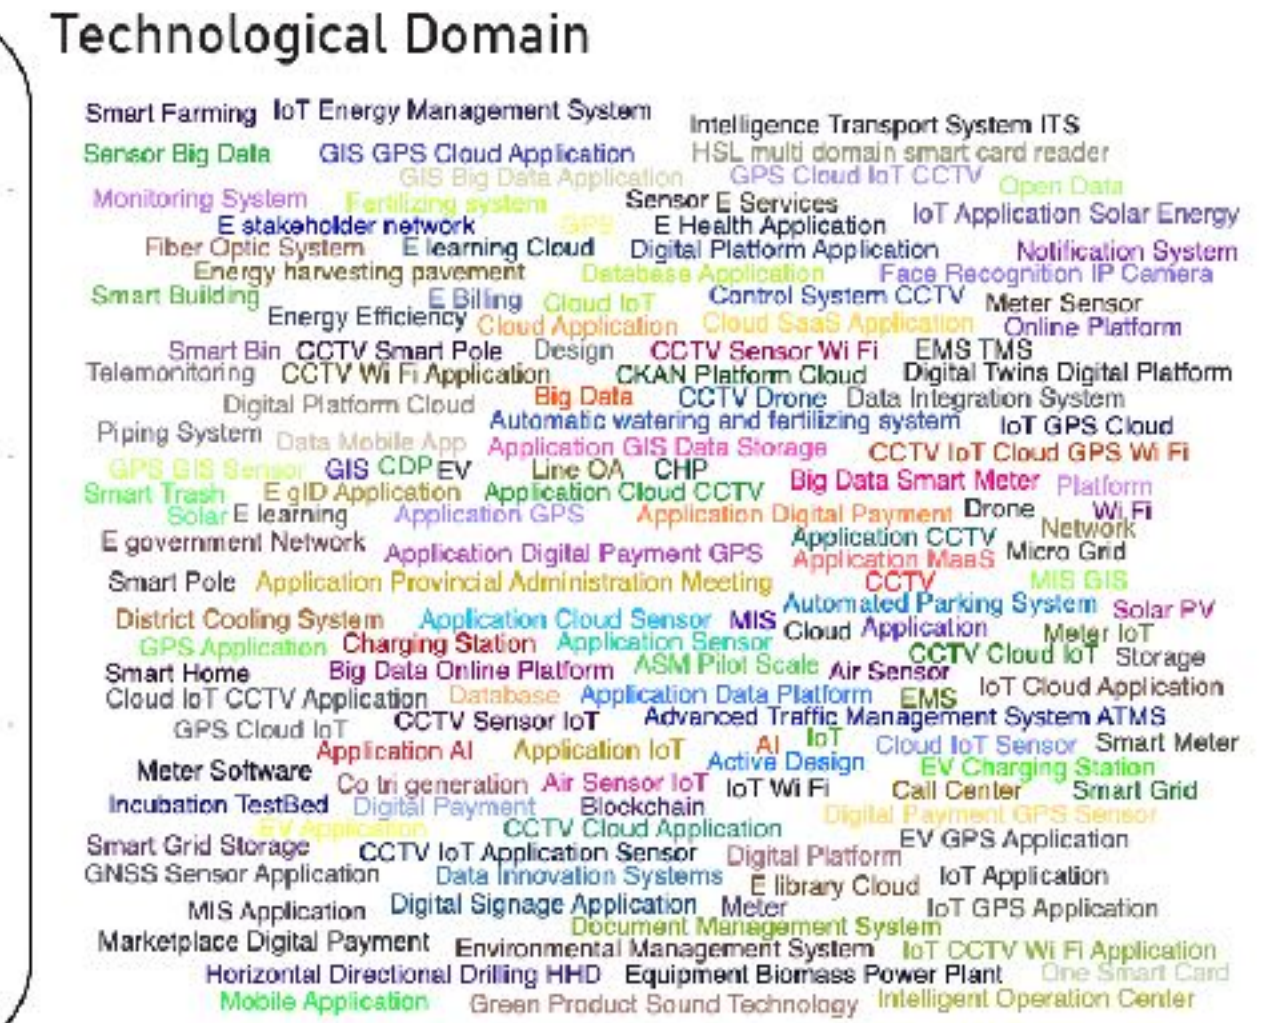 Technological Domain
Smart Farming IoT Energy Management System
Intelligence Transport System ITS
Sensor Big Data GIS GPS Cloud Application HSL multi domain smart card reader
GIS Big Data Application GPS Cloud IoT CCTV Open Data
Monitoring System Fertilizing system Sensor E Services
IoT Application Solar Energy
E stakeholder network GPS E Health Application
Fiber Optic System E learning Cloud Digital Platform Application Notification System
Energy harvesting pavement Database Application Face Recognition IP Camera
Smart Building E Billing Cloud IoT Control System CCTV Meter Sensor
Energy Efficiency Cloud Application Cloud SaaS Application Online Platform
Smart Bin CCTV Smart Pole Design CCTV Sensor Wi Fi EMS TMS
Telemonitoring CCTV Wi Fi Application CKAN Platform Cloud Digital Twins Digital Platform
Digital Platform Cloud Big Data CCTV Drone Data Integration System
Automatic watering and fertilizing system IoT GPS Cloud
Piping System Data Mobile App Application GIS Data Storage CCTV IoT Cloud GPS Wi Fi
GPS GIS Sensor GIS CDP EV Line OA CHP
Big Data Smart Meter Platform
Smart Trash E gID Application Application Cloud CCTV
Solar E learning Application GPS Application Digital Payment Drone Wi Fi
Network
E government Network Application CCTV
Application Digital Payment GPS Application MaaS Micro Grid
Smart Pole Application Provincial Administration Meeting CCTV MIS GIS
Automated Parking System Solar PV
District Cooling System Application Cloud Sensor MIS Cloud Application Meter IoT
GPS Application Charging Station Application Sensor CCTV Cloud IoT Storage
Smart Home Big Data Online Platform ASM Pilot Scale Air Sensor
Cloud IoT CCTV Application Database Application Data Platform EMS IoT Cloud Application
GPS Cloud IoT CCTV Sensor IoT Advanced Traffic Management System ATMS
Application AI Application IoT AI IoT Cloud IoT Sensor Smart Meter
Meter Software Active Design EV Charging Station
Co tri generation Air Sensor IoT IoT Wi Fi Call Center Smart Grid
Incubation TestBed Digital Payment Blockchain Digital Payment GPS Sensor
EV Application CCTV Cloud Application EV GPS Application
Smart Grid Storage CCTV IoT Application Sensor Digital Platform
GNSS Sensor Application Data Innovation Systems E library Cloud IoT Application
MIS Application Digital Signage Application Meter IoT GPS Application
Document Management System
Marketplace Digital Payment Environmental Management System IoT CCTV Wi Fi Application
Horizontal Directional Drilling HHD Equipment Biomass Power Plant One Smart Card
Mobile Application Green Product Sound Technology Intelligent Operation Center